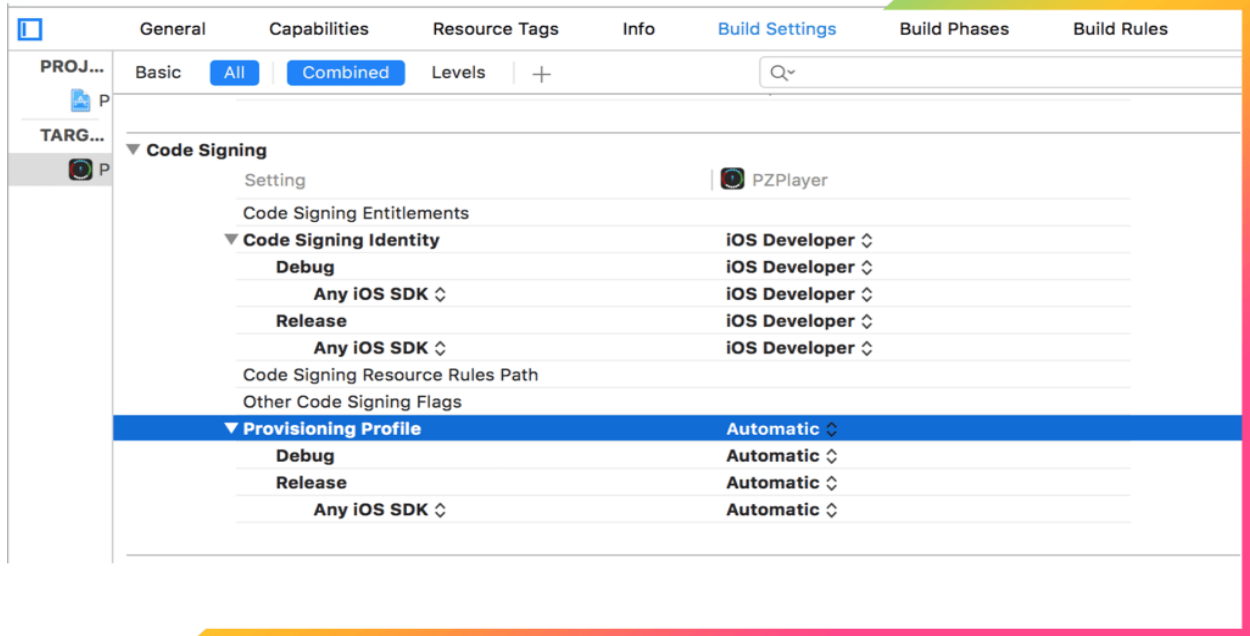 General Capabilities Resource Tags Info Build Settings Build Phases Build Rules
PROJ... Basic All Combined Levels +
P
TARG...
P
Code Signing
Setting PZPlayer
Code Signing Entitlements
Code Signing Identity iOS Developer
Debug iOS Developer
Any iOS SDK iOS Developer
Release iOS Developer
Any iOS SDK iOS Developer
Code Signing Resource Rules Path
Other Code Signing Flags
Provisioning Profile Automatic
Debug Automatic
Release Automatic
Any iOS SDK Automatic